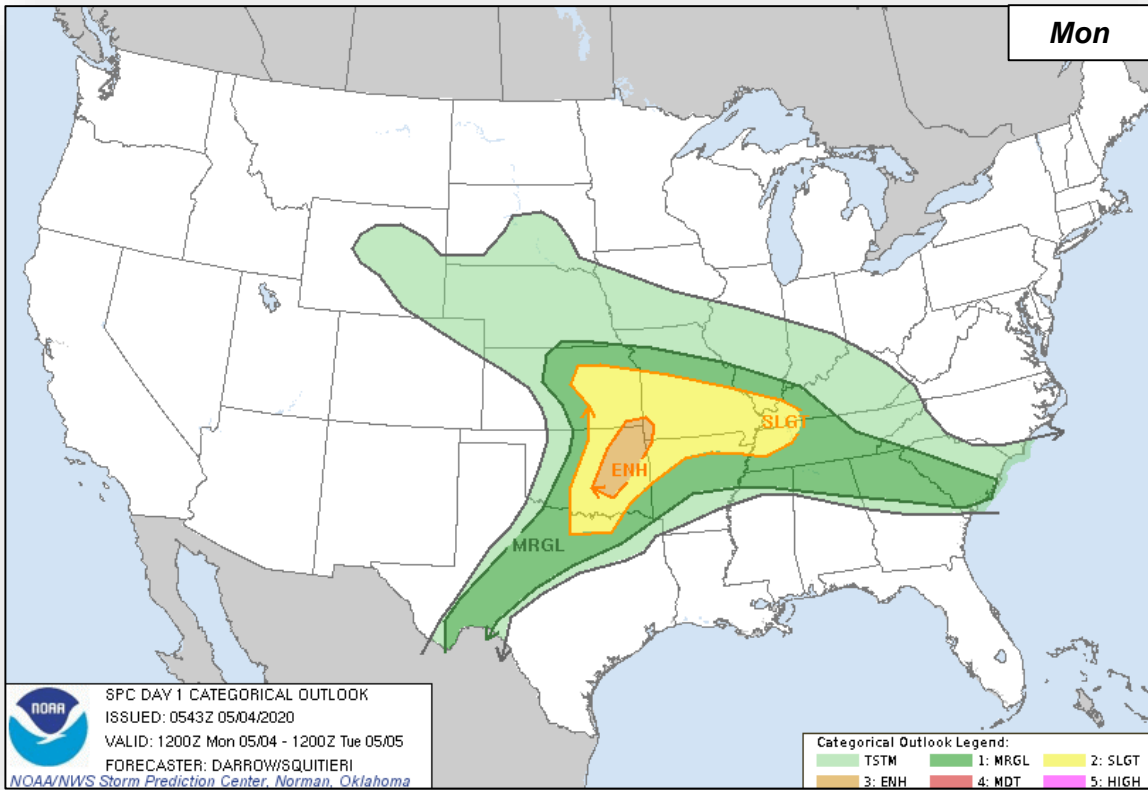 Mon
SLGT
ENH
MRGL
NOAA
SPC DAY 1 CATEGORICAL OUTLOOK
ISSUED: 0543Z 05/04/2020
VALID: 1200Z Mon 05/04 - 1200Z Tue 05/05
FORECASTER: DARROW/SQUITIERI
NOAA/NWS Storm Prediction Center, Norman, Oklahoma
Categorical Outlook Legend:
TSTM 1: MRGL 2: SLGT
3: ENH 4: MDT 5: HIGH